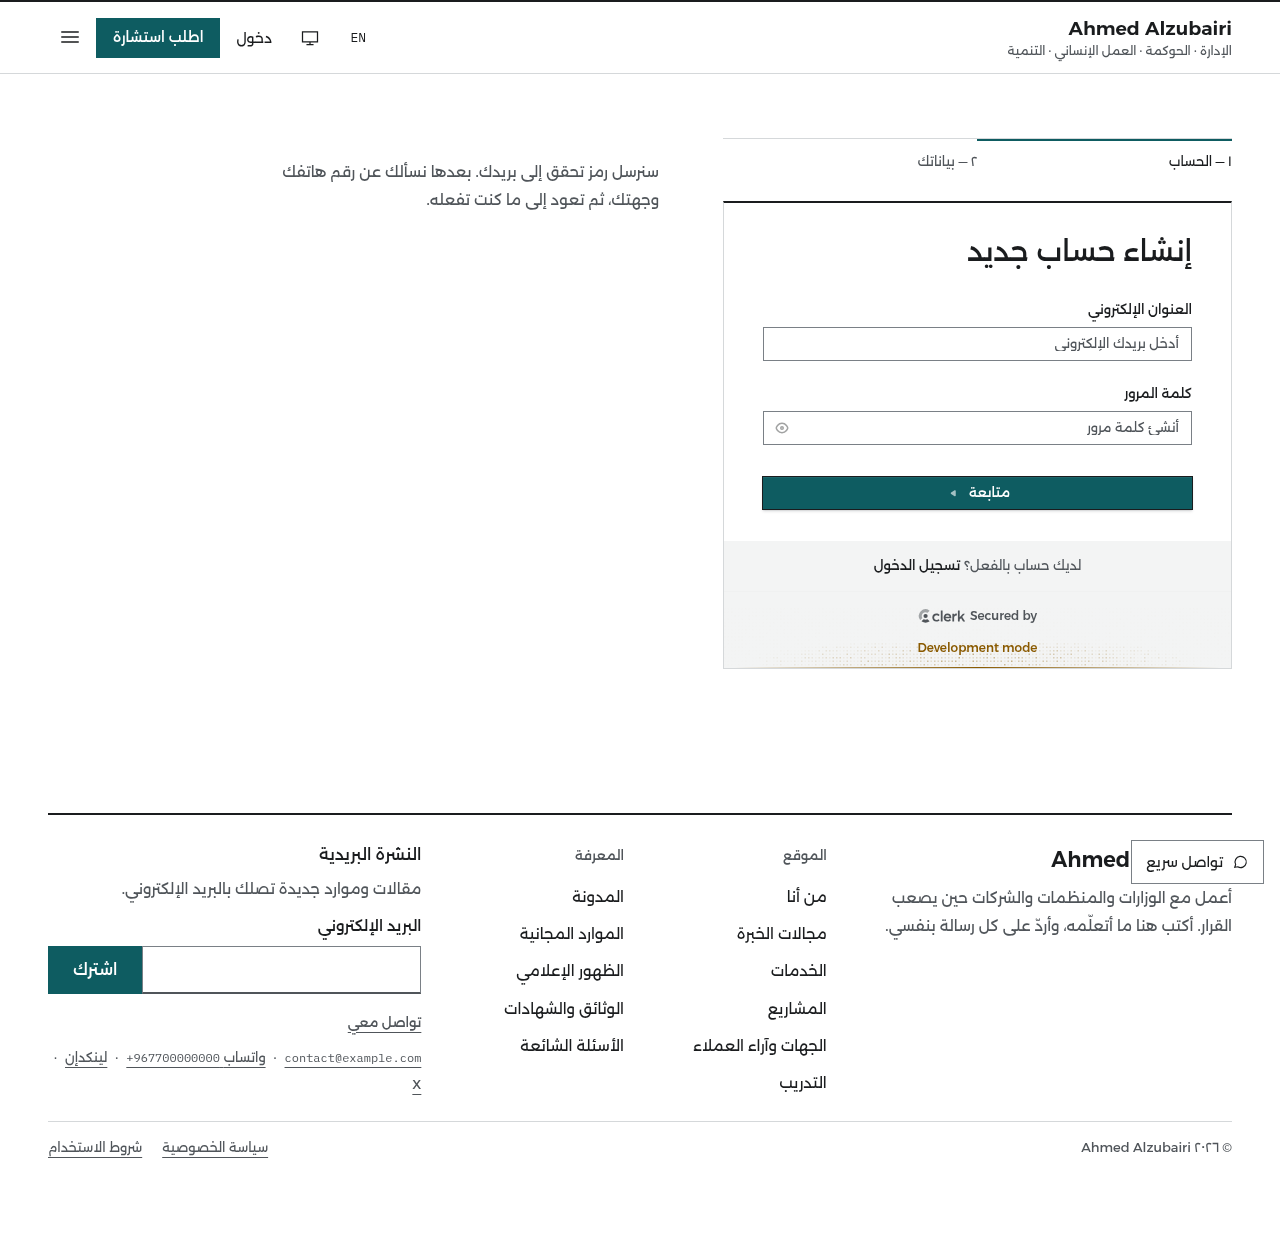 Ahmed Alzubairi
الإدارة · الحوكمة · العمل الإنساني · التنمية
EN
دخول
اطلب استشارة
١ — الحساب
٢ — بياناتك
إنشاء حساب جديد
العنوان الإلكتروني
أدخل بريدك الإلكتروني
كلمة المرور
أنشئ كلمة مرور
متابعة
لديك حساب بالفعل؟ تسجيل الدخول
Secured by clerk
Development mode
سنرسل رمز تحقق إلى بريدك. بعدها نسألك عن رقم هاتفك
وجهتك، ثم تعود إلى ما كنت تفعله.
تواصل سريع
Ahmed
أعمل مع الوزارات والمنظمات والشركات حين يصعب
القرار. أكتب هنا ما أتعلّمه، وأردّ على كل رسالة بنفسي.
الموقع
من أنا
مجالات الخبرة
الخدمات
المشاريع
الجهات وآراء العملاء
التدريب
المعرفة
المدونة
الموارد المجانية
الظهور الإعلامي
الوثائق والشهادات
الأسئلة الشائعة
النشرة البريدية
مقالات وموارد جديدة تصلك بالبريد الإلكتروني.
البريد الإلكتروني
اشترك
تواصل معي
contact@example.com · واتساب +967700000000 · لينكدإن ·
X
© ٢٠٢٦ Ahmed Alzubairi
سياسة الخصوصية
شروط الاستخدام